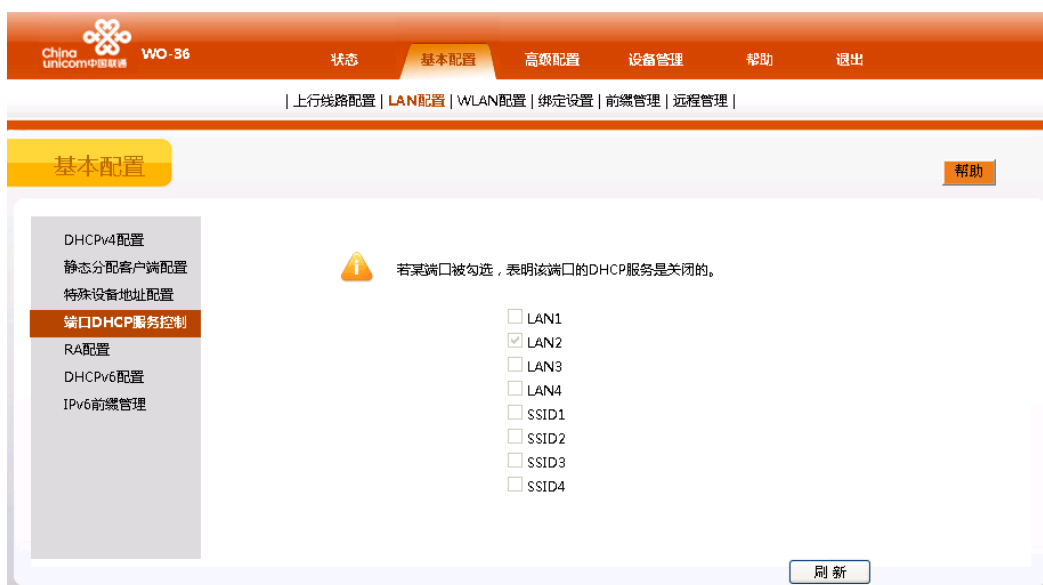 China unicom中国联通
WO-36
状态 基本配置 高级配置 设备管理 帮助 退出
| 上行线路配置 | LAN配置 | WLAN配置 | 绑定设置 | 前缀管理 | 远程管理 |
基本配置
帮助
DHCPv4配置
静态分配客户端配置
特殊设备地址配置
端口DHCP服务控制
RA配置
DHCPv6配置
IPv6前缀管理
若某端口被勾选，表明该端口的DHCP服务是关闭的。
LAN1
LAN2
LAN3
LAN4
SSID1
SSID2
SSID3
SSID4
刷 新